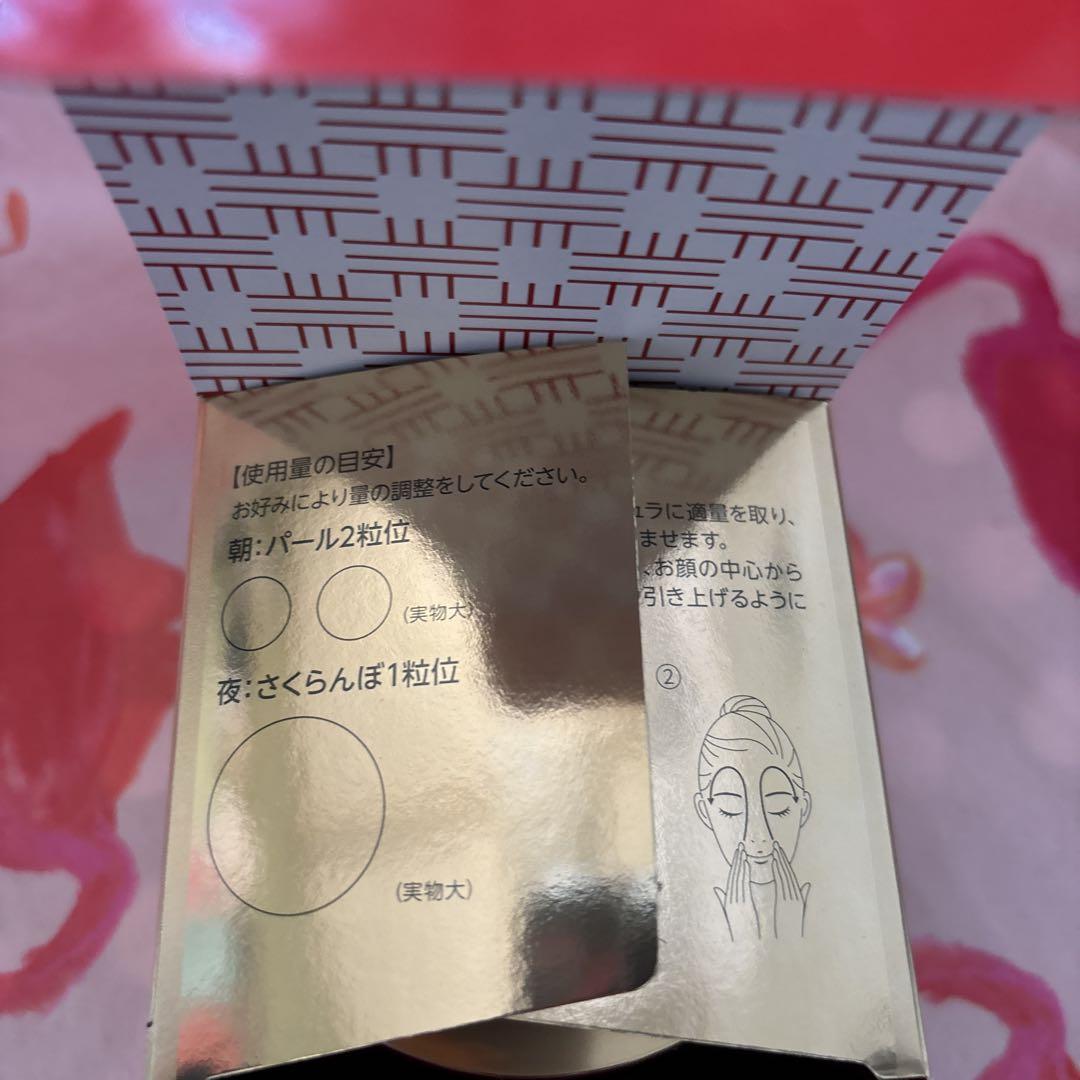 【使用量の目安】
お好みにより量の調整をしてください。
朝:パール2粒位
(実物大)
夜:さくらんぼ1粒位
(実物大)
ュラに適量を取り、
ませます。
、お顔の中心から
引き上げるように
②